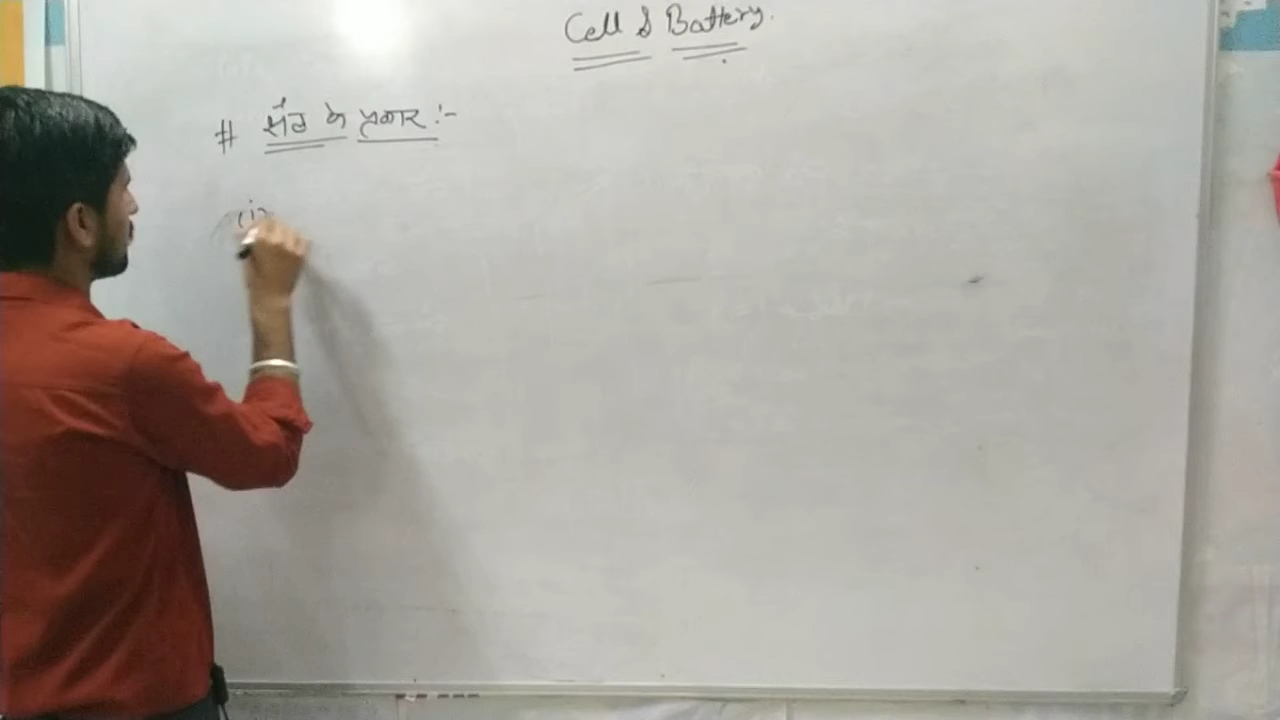 Cell & Battery.
# सैल के प्रकार :-
(i)